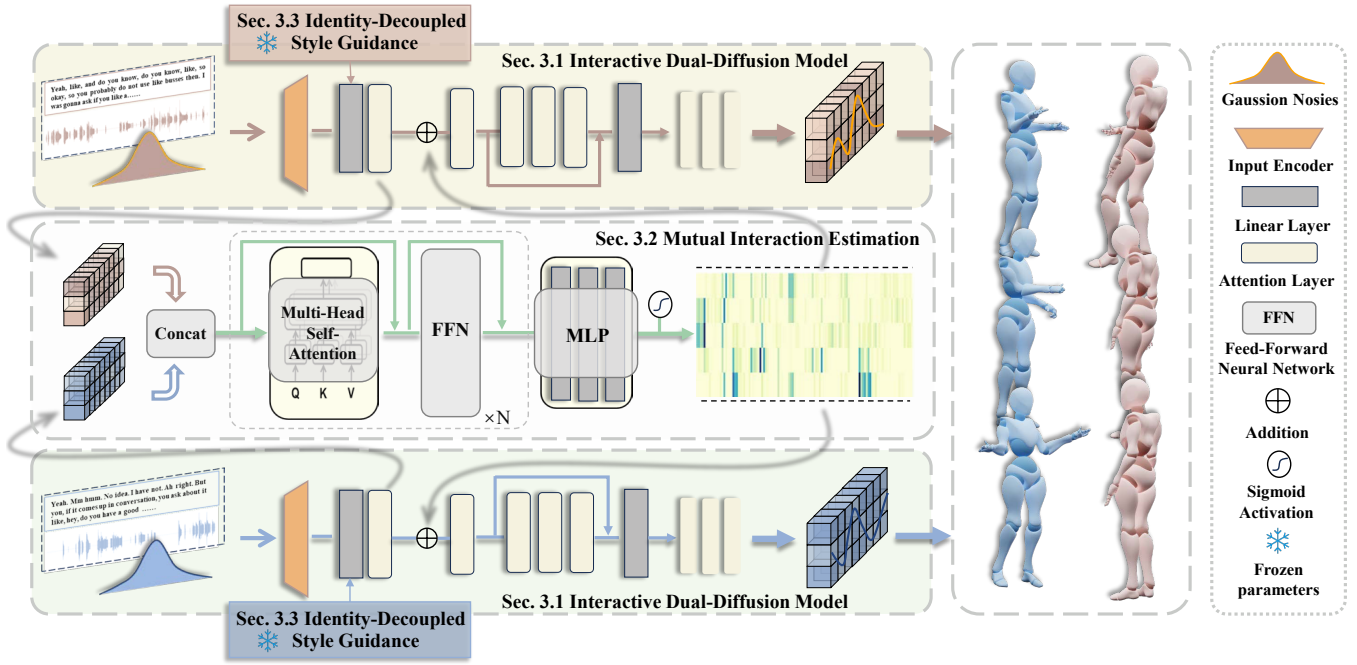 Sec. 3.3 Identity-Decoupled
Style Guidance
Sec. 3.1 Interactive Dual-Diffusion Model
Yeah, like, and do you know, do you know, like, so
okay, so you probably do not use like busses then. I
was gonna ask if you like a……
Sec. 3.2 Mutual Interaction Estimation
Concat
Multi-Head
Self-
Attention
Q K V
FFN
×N
MLP
Yeah. Mm hum. No idea. I have not. Ah right. But
you, if it comes up in conversation, you ask about it
like, hey, do you have a good ……
Sec. 3.1 Interactive Dual-Diffusion Model
Sec. 3.3 Identity-Decoupled
Style Guidance
Gaussion Nosies
Input Encoder
Linear Layer
Attention Layer
FFN
Feed-Forward
Neural Network
Addition
Sigmoid
Activation
Frozen
parameters